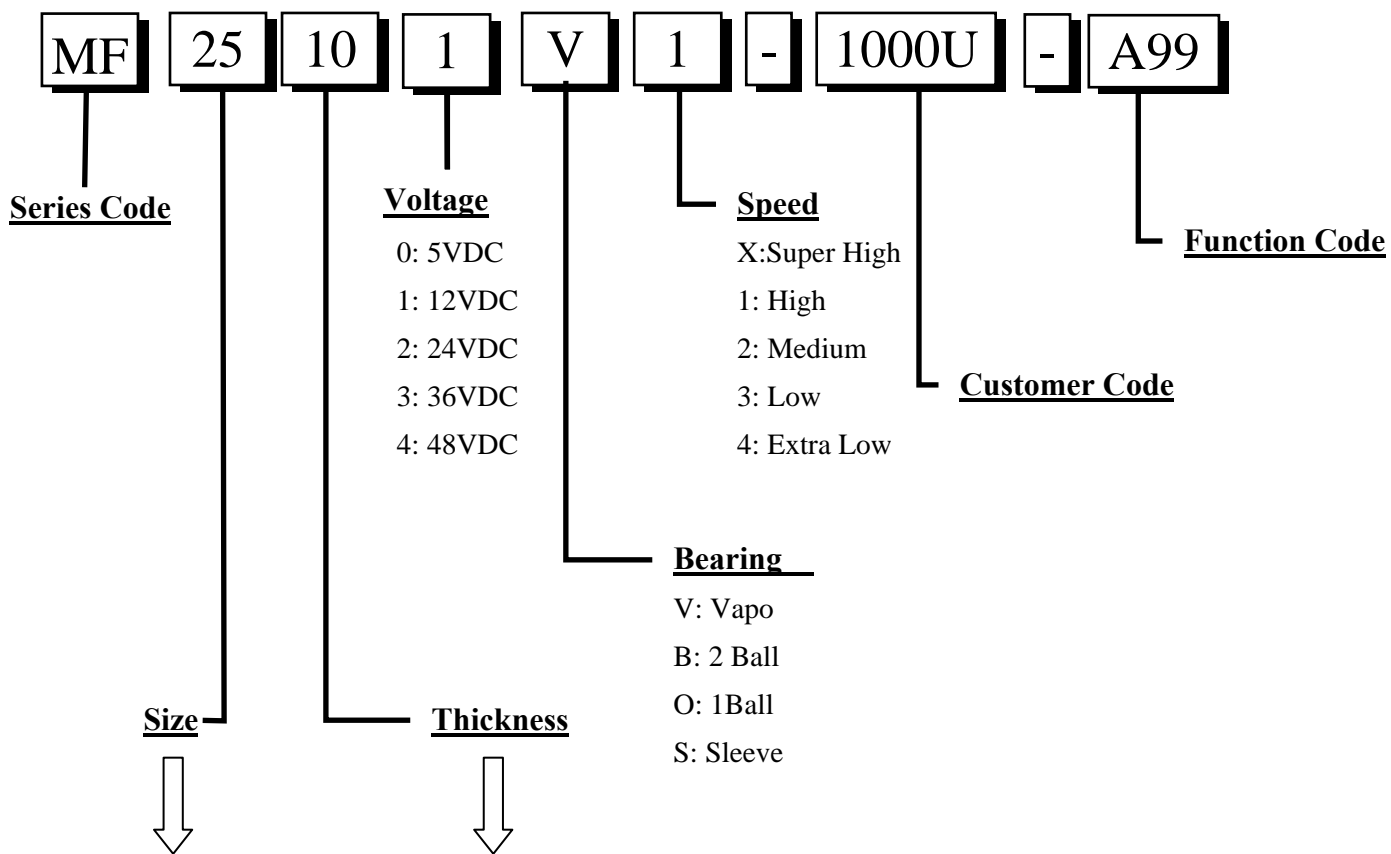 MF 25 10 1 V 1 - 1000U - A99
Series Code
Voltage
0: 5VDC
1: 12VDC
2: 24VDC
3: 36VDC
4: 48VDC
Speed
X:Super High
1: High
2: Medium
3: Low
4: Extra Low
Function Code
Customer Code
Bearing
V: Vapo
B: 2 Ball
O: 1Ball
S: Sleeve
Size
Thickness